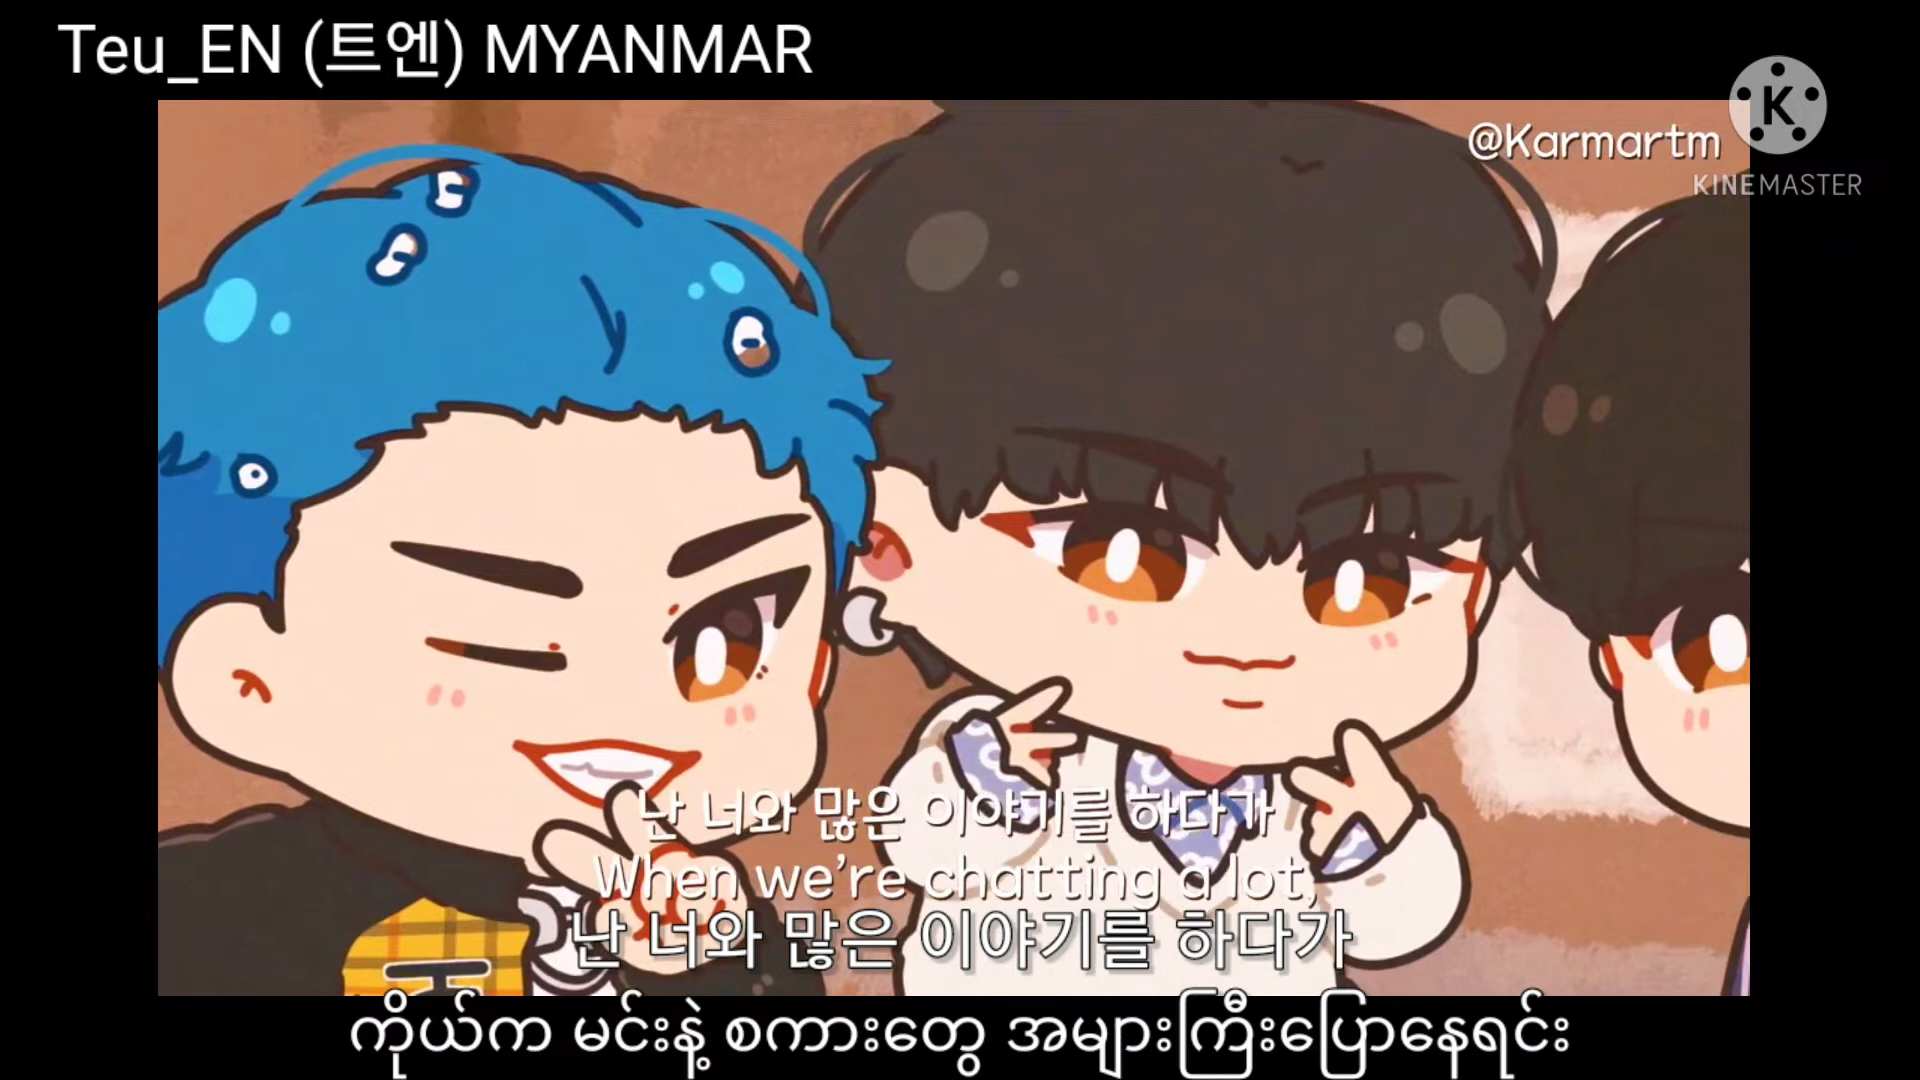 Teu_EN (트엔) MYANMAR
@Karmartm
K
KINEMASTER
난 너와 많은 이야기를 하다가
When we're chatting a lot,
난 너와 많은 이야기를 하다가
ကိုယ်က မင်းနဲ့ စကားတွေ အများကြီးပြောနေရင်း